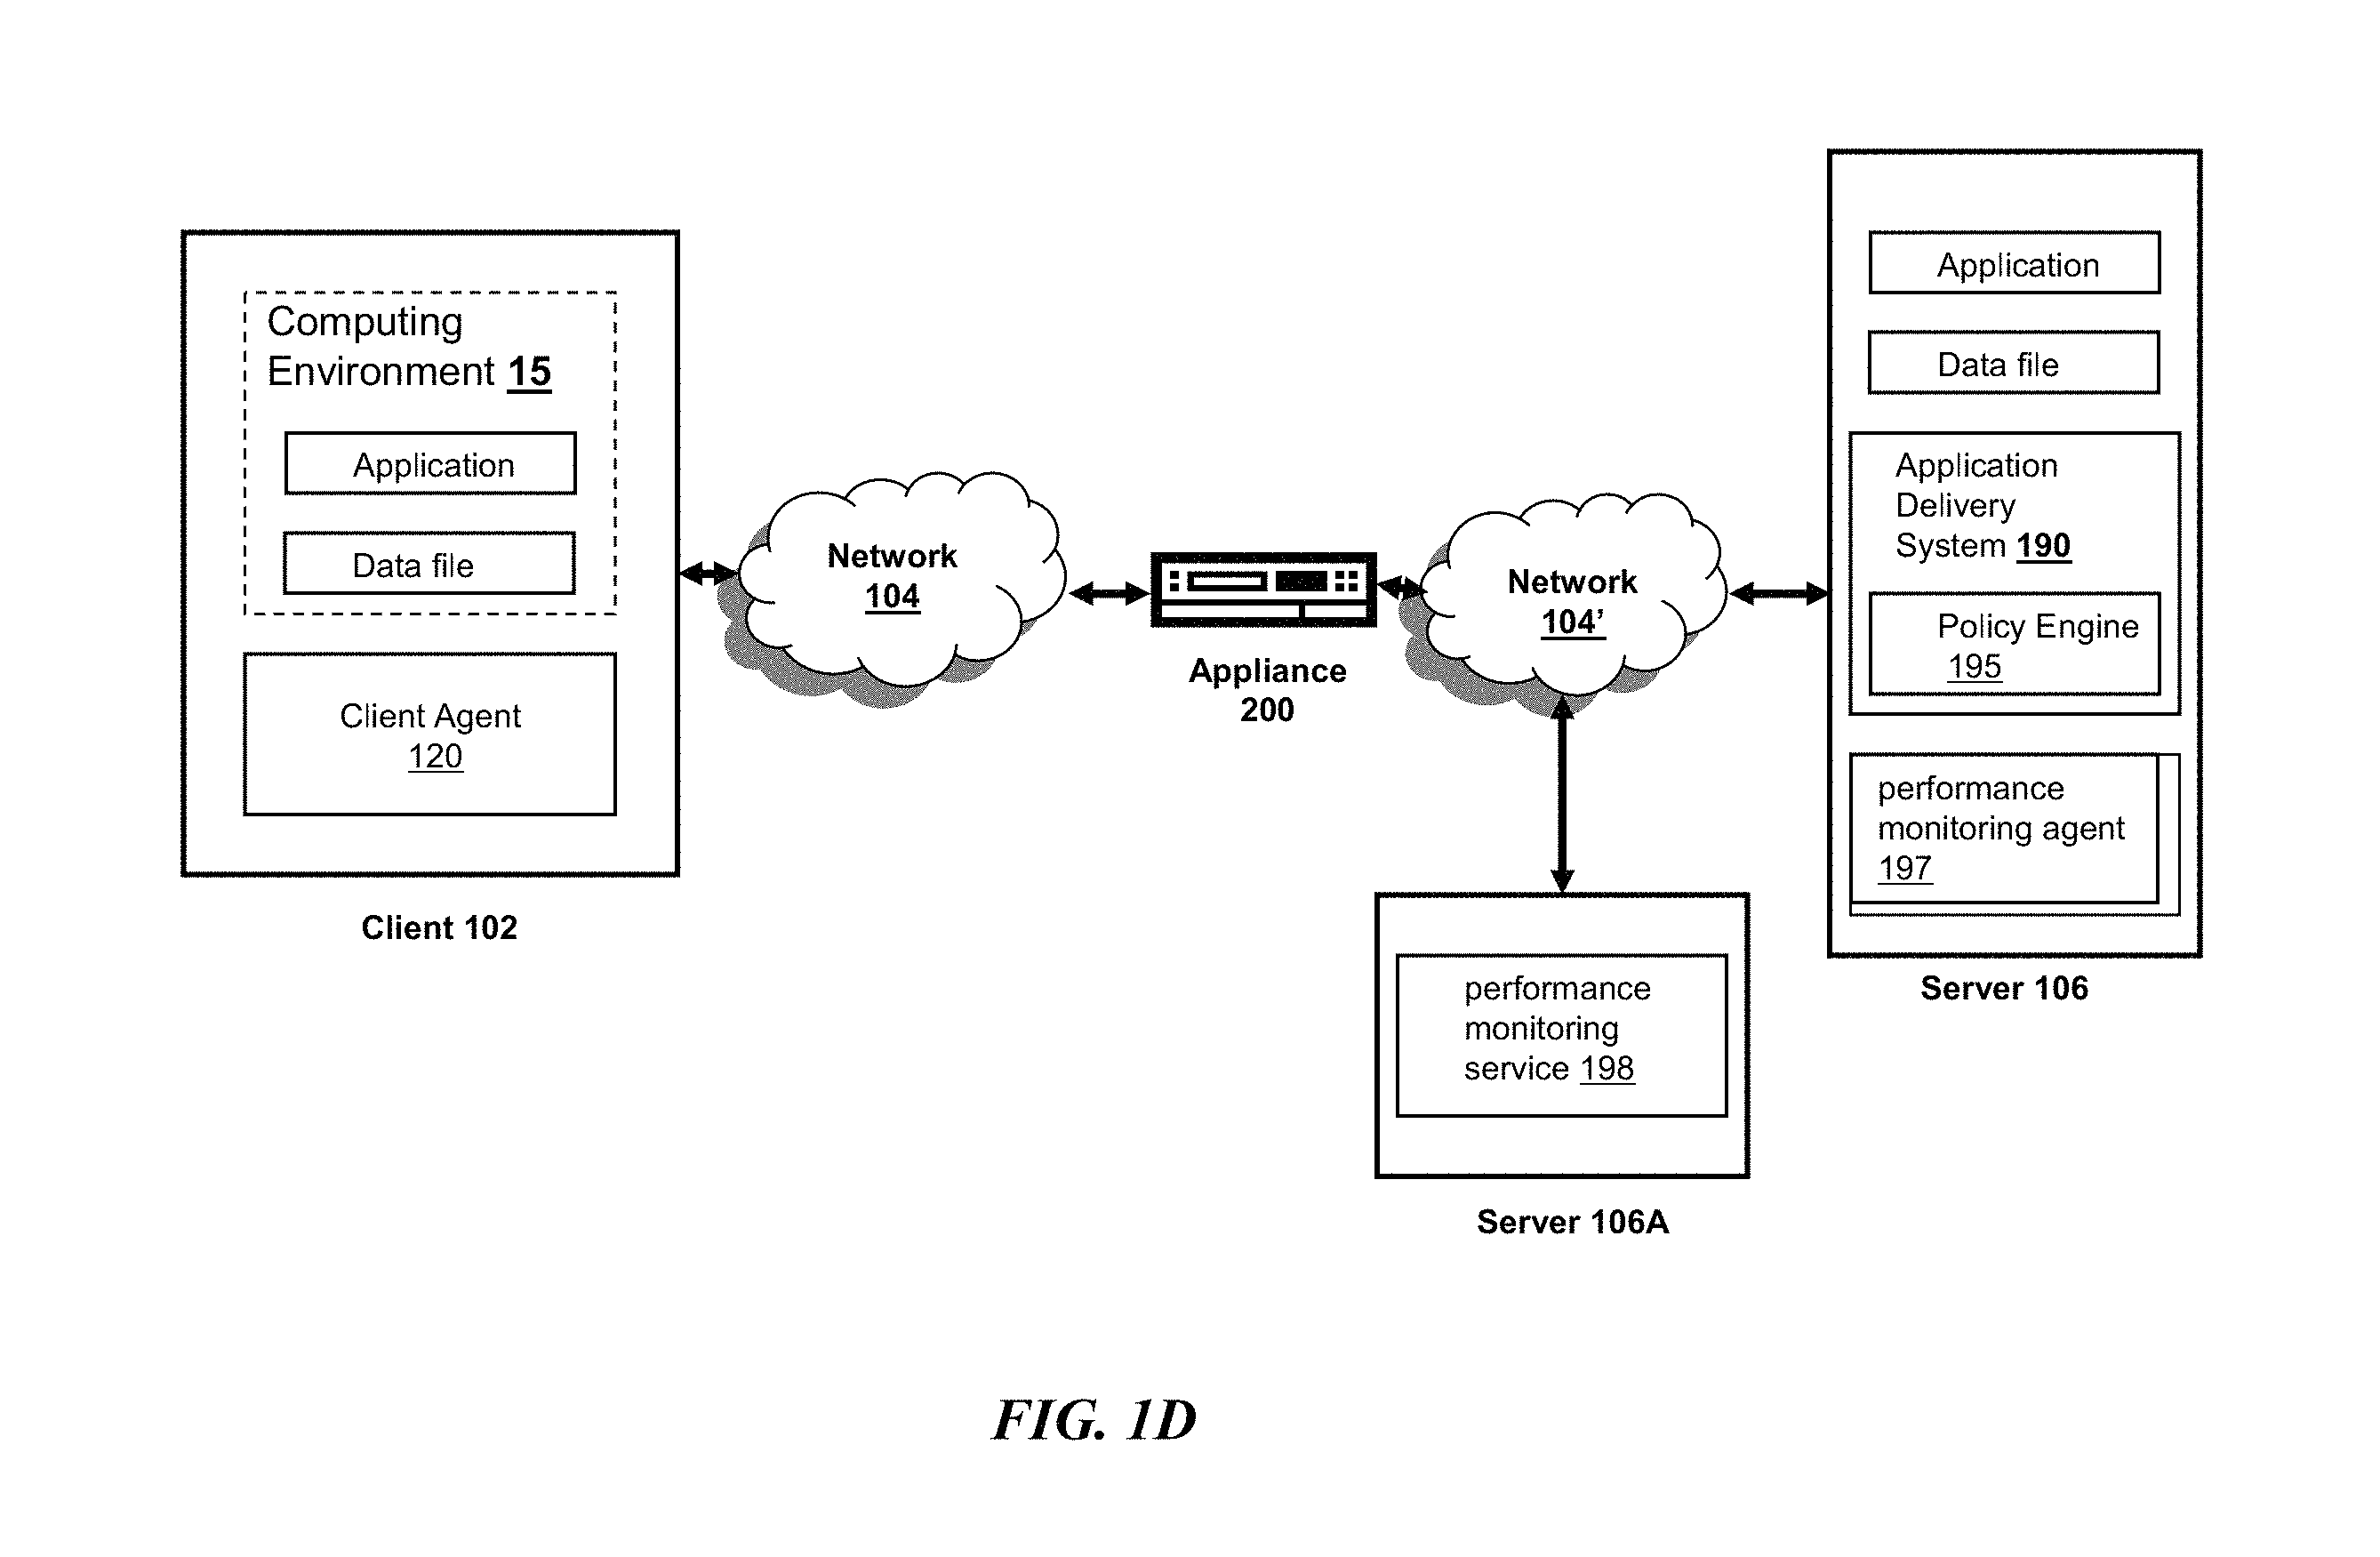 Computing
Environment 15
Application
Data file
Client Agent
120
Client 102
Network
104
Appliance
200
Network
104’
performance
monitoring
service 198
Server 106A
Application
Data file
Application
Delivery
System 190
Policy Engine
195
performance
monitoring agent
197
Server 106
FIG. 1D